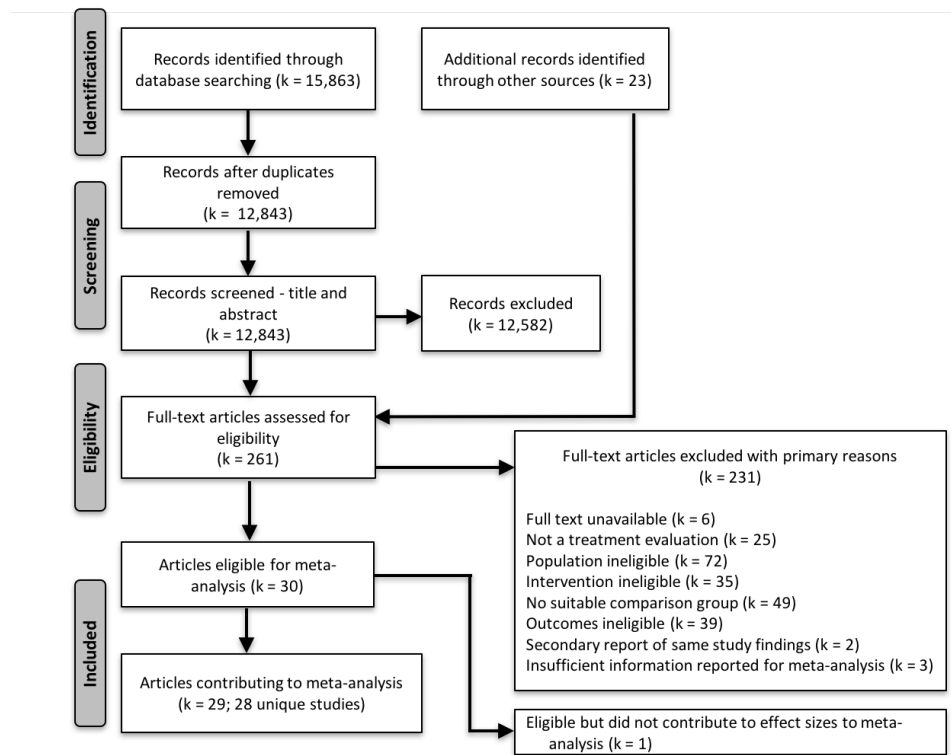 Identification
Records identified through
database searching (k = 15,863)
Additional records identified
through other sources (k = 23)
Records after duplicates
removed
(k =  12,843)
Screening
Records screened - title and
abstract
(k = 12,843)
Records excluded
(k = 12,582)
Eligibility
Full-text articles assessed for
eligibility
(k = 261)
Full-text articles excluded with primary reasons
(k = 231)
Full text unavailable (k = 6)
Not a treatment evaluation (k = 25)
Population ineligible (k = 72)
Intervention ineligible (k = 35)
No suitable comparison group (k = 49)
Outcomes ineligible (k = 39)
Secondary report of same study findings (k = 2)
Insufficient information reported for meta-analysis (k = 3)
Articles eligible for meta-
analysis (k = 30)
Included
Articles contributing to meta-analysis
(k = 29; 28 unique studies)
Eligible but did not contribute to effect sizes to meta-
analysis (k = 1)